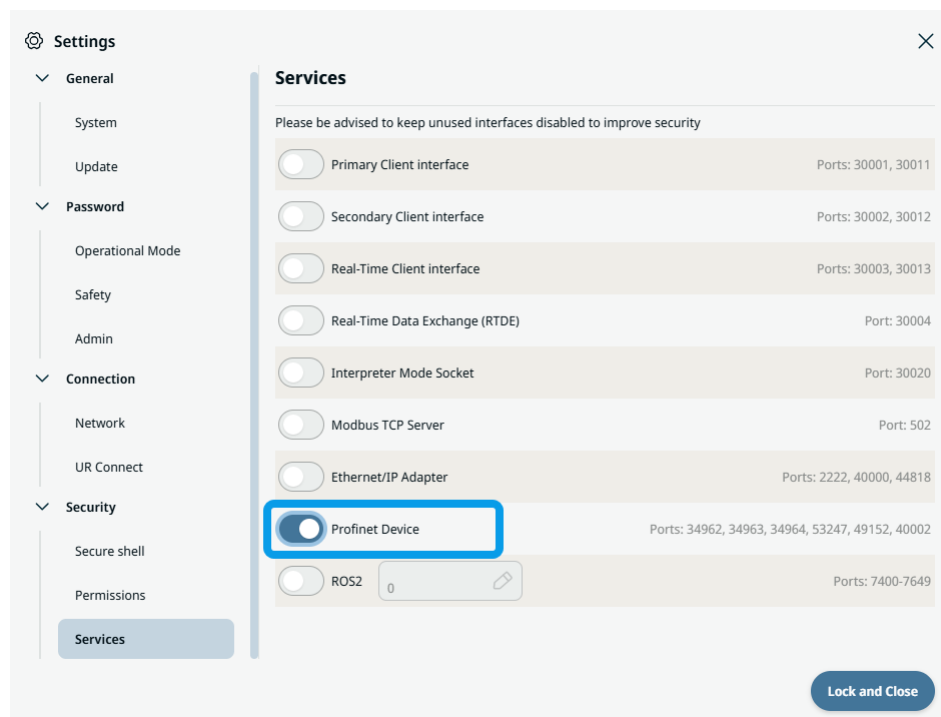 Settings
General
System
Update
Password
Operational Mode
Safety
Admin
Connection
Network
UR Connect
Security
Secure shell
Permissions
Services
Services
Please be advised to keep unused interfaces disabled to improve security
Primary Client interface Ports: 30001, 30011
Secondary Client interface Ports: 30002, 30012
Real-Time Client interface Ports: 30003, 30013
Real-Time Data Exchange (RTDE) Port: 30004
Interpreter Mode Socket Port: 30020
Modbus TCP Server Port: 502
Ethernet/IP Adapter Ports: 2222, 40000, 44818
Profinet Device Ports: 34962, 34963, 34964, 53247, 49152, 40002
ROS2 0 Ports: 7400-7649
Lock and Close